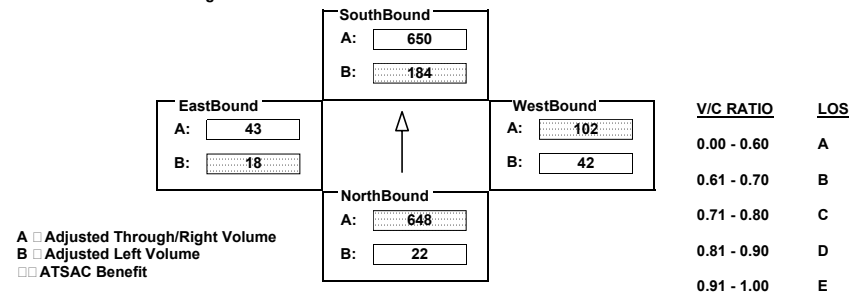 SouthBound
A: 650
B: 184
EastBound
A: 43
B: 18
WestBound
A: 102
B: 42
NorthBound
A: 648
B: 22
A □ Adjusted Through/Right Volume
B □ Adjusted Left Volume
□□ ATSAC Benefit
V/C RATIO LOS
0.00 - 0.60 A
0.61 - 0.70 B
0.71 - 0.80 C
0.81 - 0.90 D
0.91 - 1.00 E